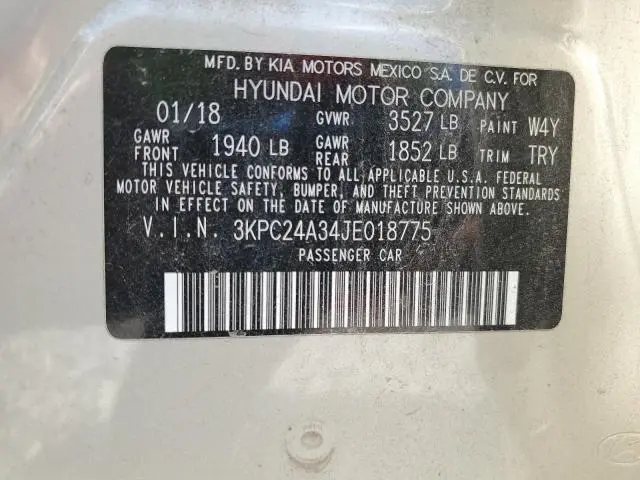 MFD. BY KIA MOTORS MEXICO S.A. DE C.V. FOR
HYUNDAI MOTOR COMPANY
01/18 GVWR 3527 LB PAINT W4Y
GAWR FRONT 1940 LB GAWR REAR 1852 LB TRIM TRY
THIS VEHICLE CONFORMS TO ALL APPLICABLE U.S.A. FEDERAL
MOTOR VEHICLE SAFETY, BUMPER, AND THEFT PREVENTION STANDARDS
IN EFFECT ON THE DATE OF MANUFACTURE SHOWN ABOVE.
V.I.N. 3KPC24A34JE018775
PASSENGER CAR